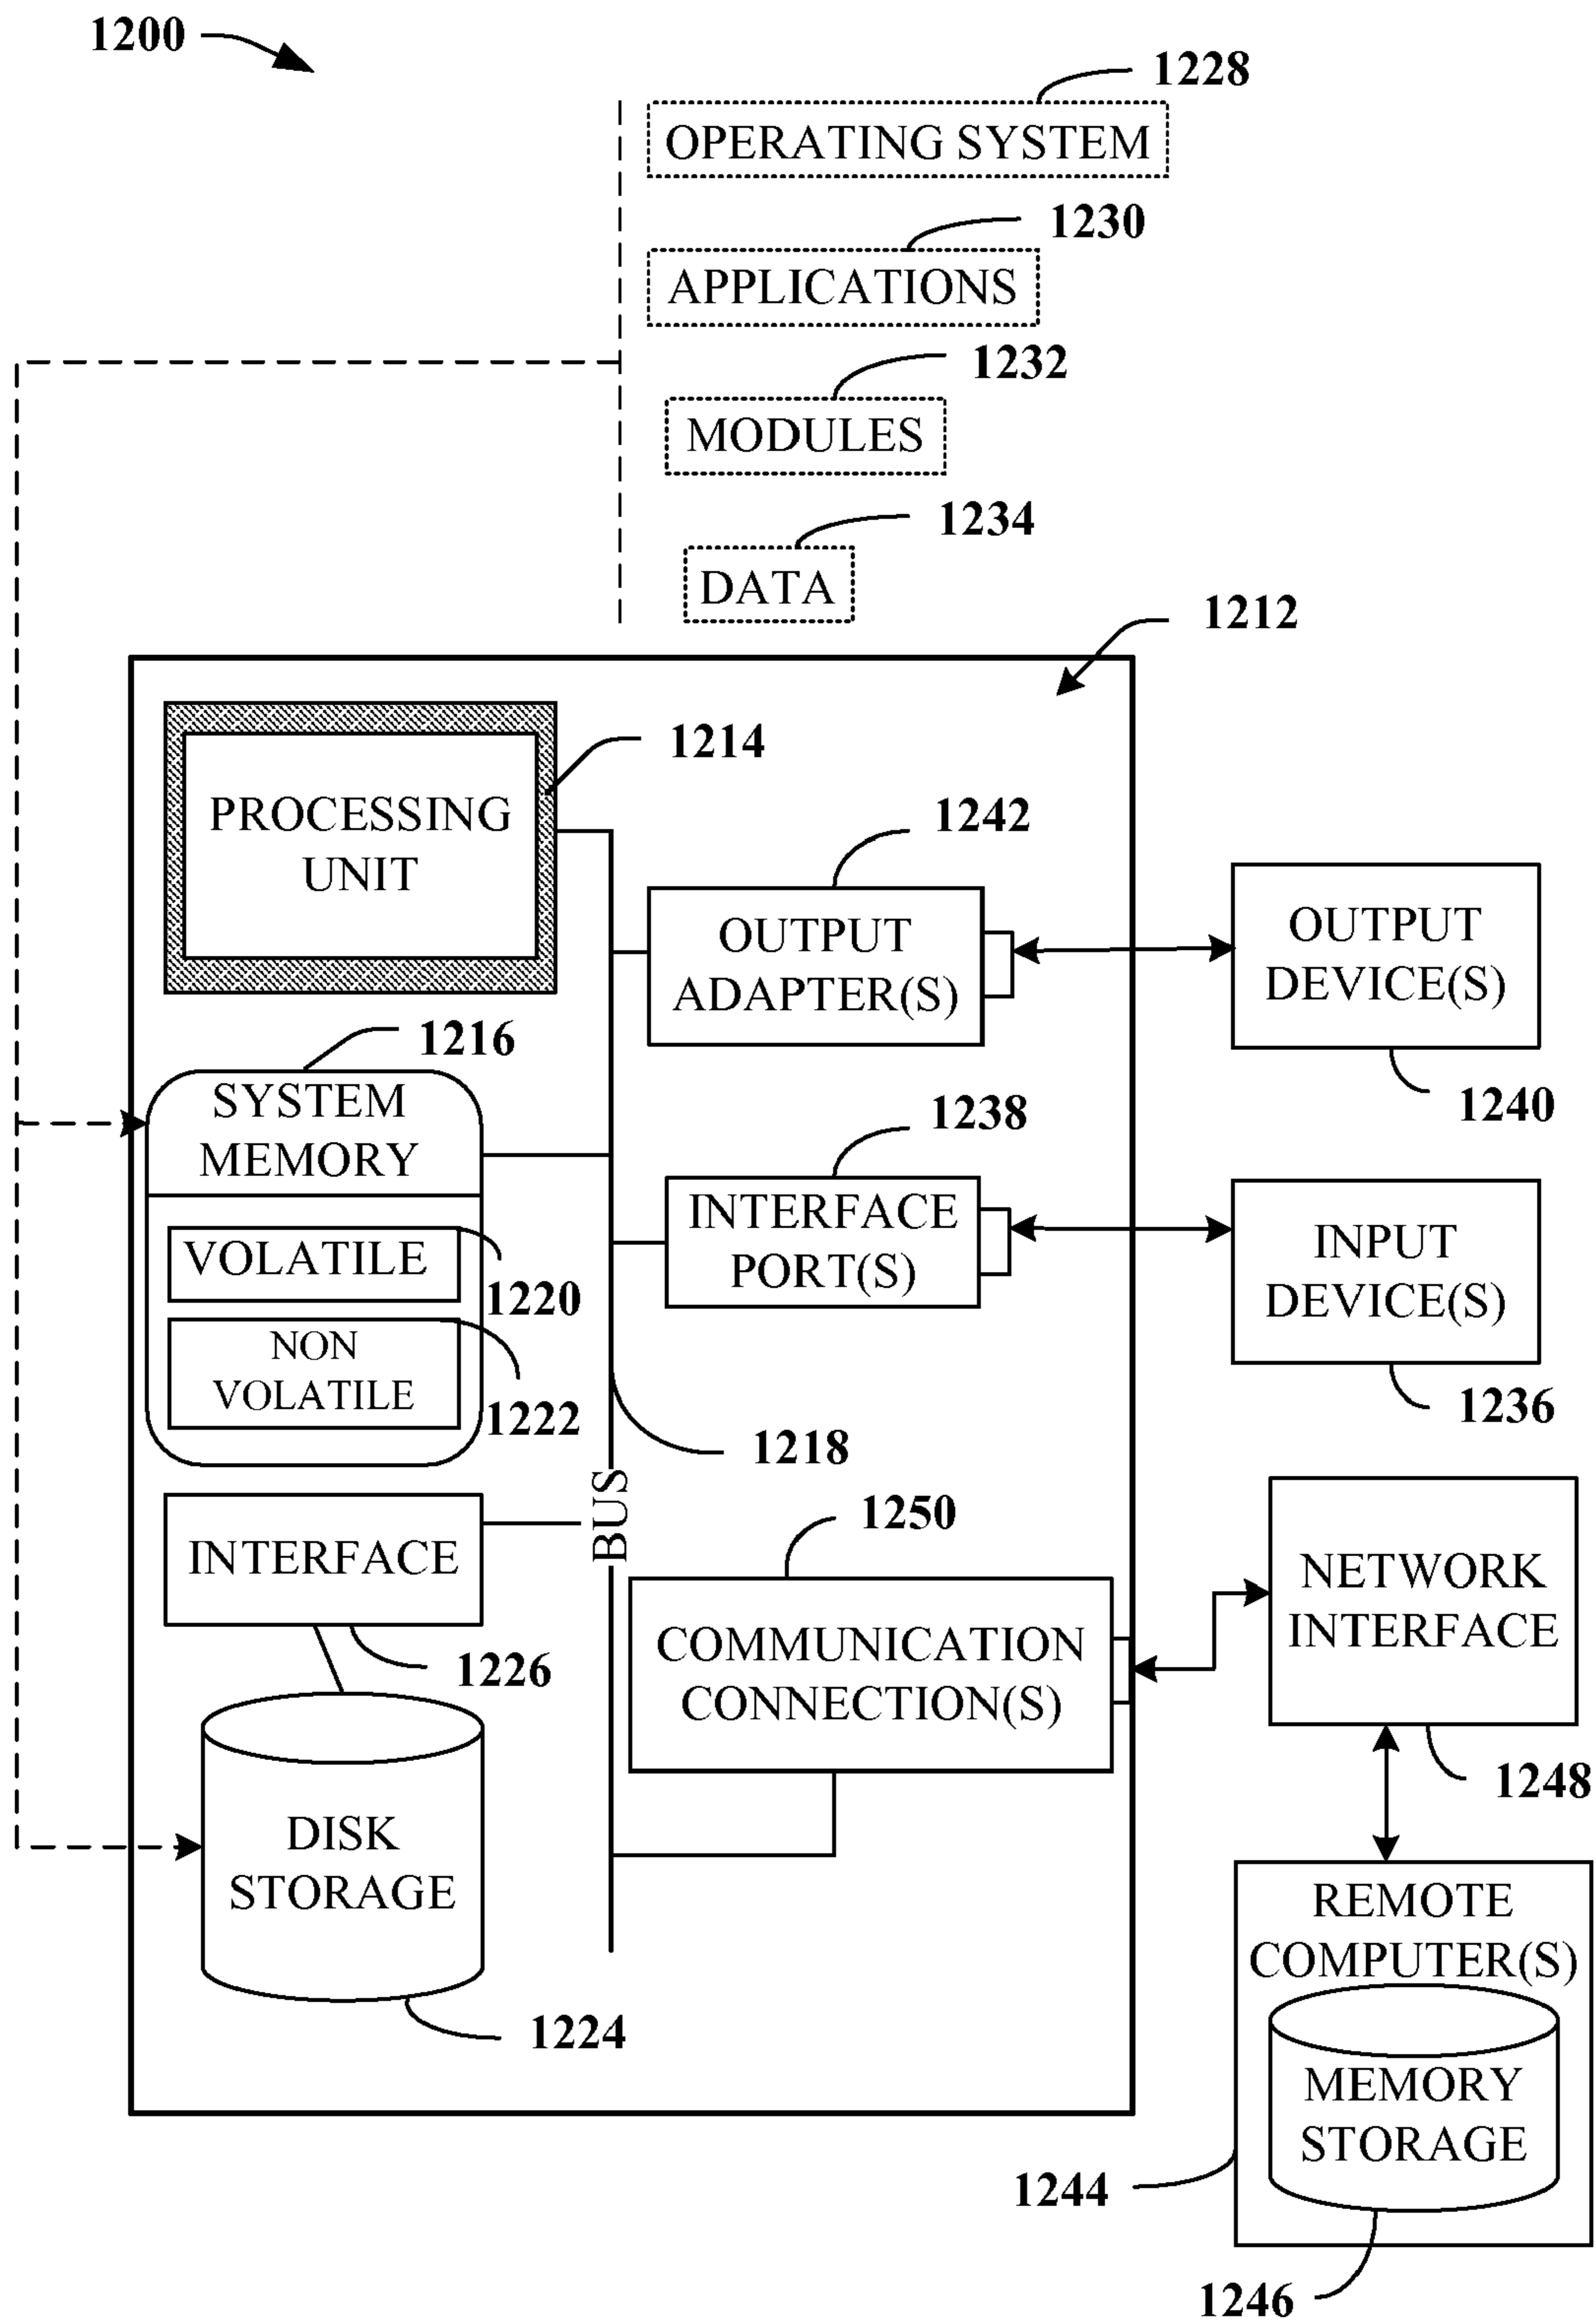 1200
1228
OPERATING SYSTEM
1230
APPLICATIONS
1232
MODULES
1234
DATA
1212
1214
PROCESSING
UNIT
1242
OUTPUT
ADAPTER(S)
OUTPUT
DEVICE(S)
1240
1216
SYSTEM
MEMORY
1238
INTERFACE
PORT(S)
INPUT
DEVICE(S)
1236
VOLATILE
1220
NON
VOLATILE
1222
1218
BUS
INTERFACE
1226
1250
COMMUNICATION
CONNECTION(S)
NETWORK
INTERFACE
1248
DISK
STORAGE
1224
REMOTE
COMPUTER(S)
MEMORY
STORAGE
1244
1246